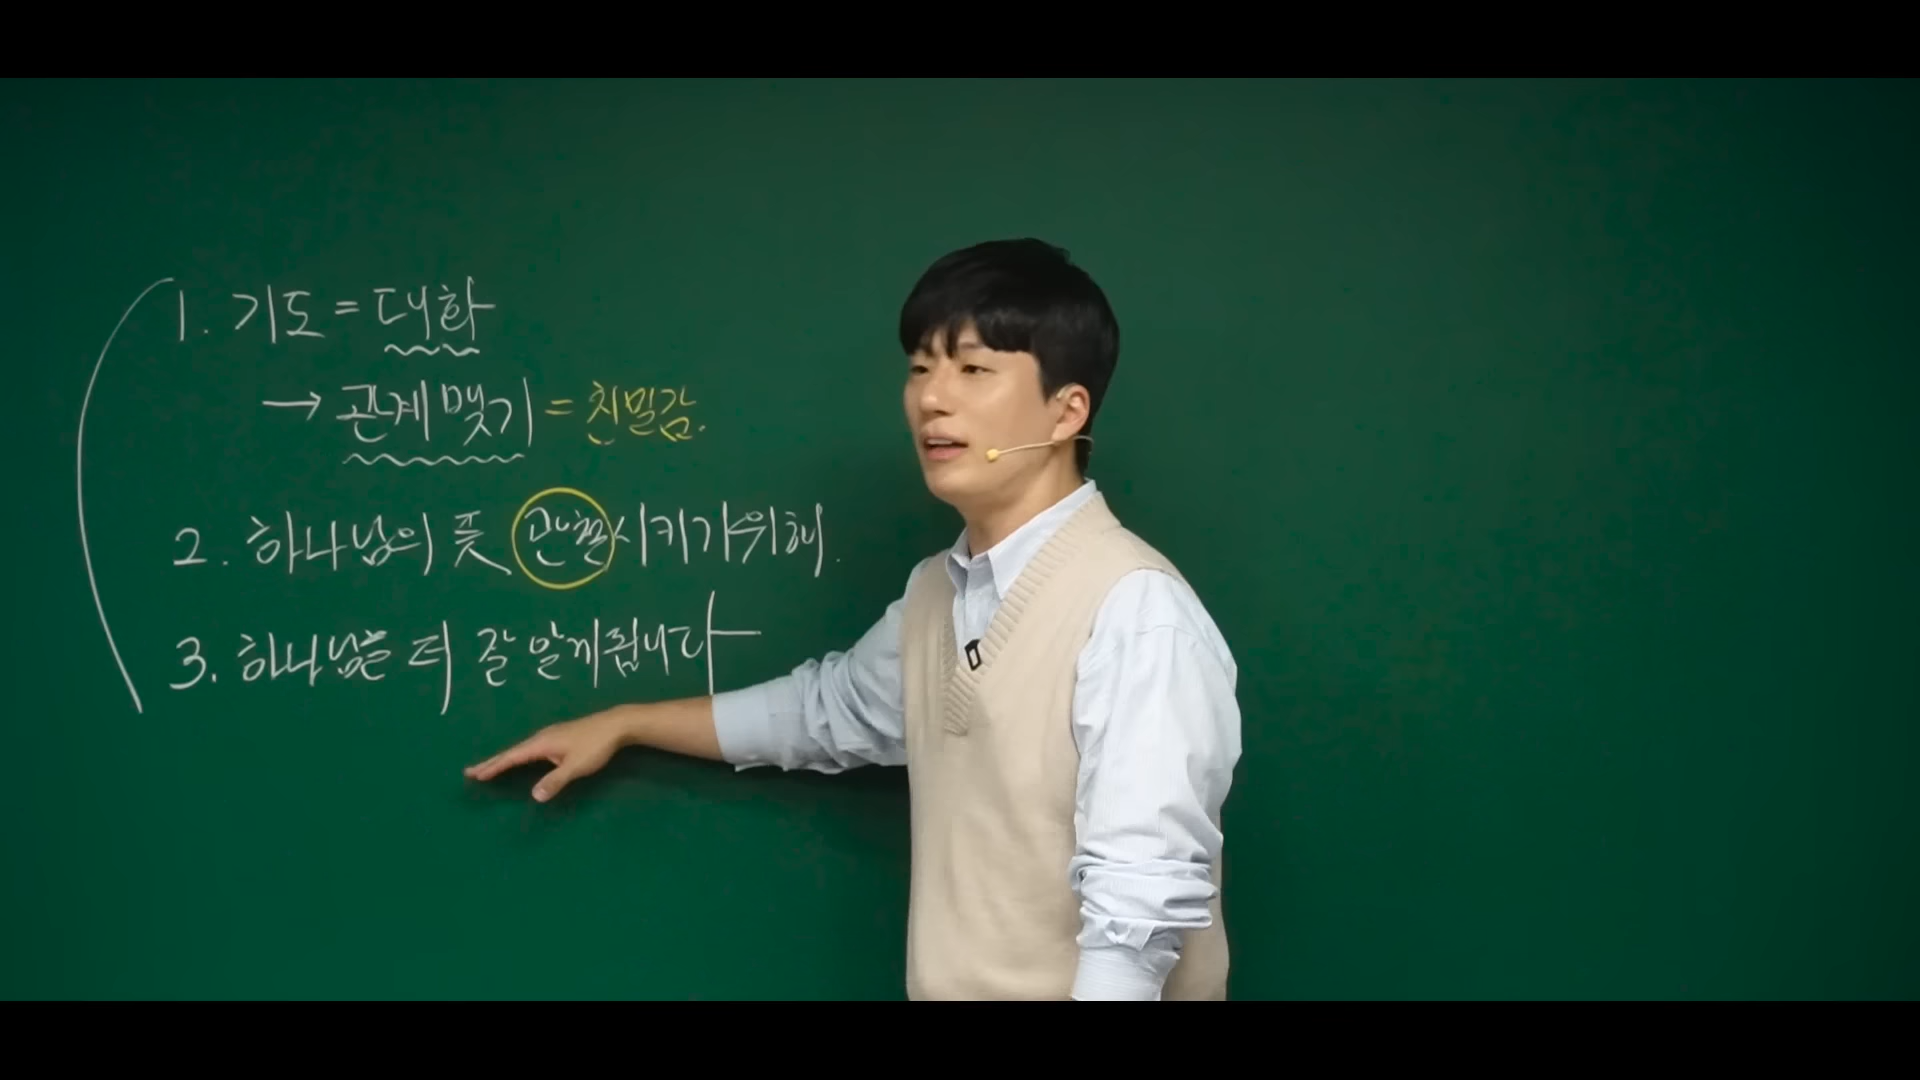 1. 기도 = 대화
→ 관계 맺기 = 친밀감.
2. 하나님의 뜻 관철시키기위해.
3. 하나님을 더 잘 알게됩니다